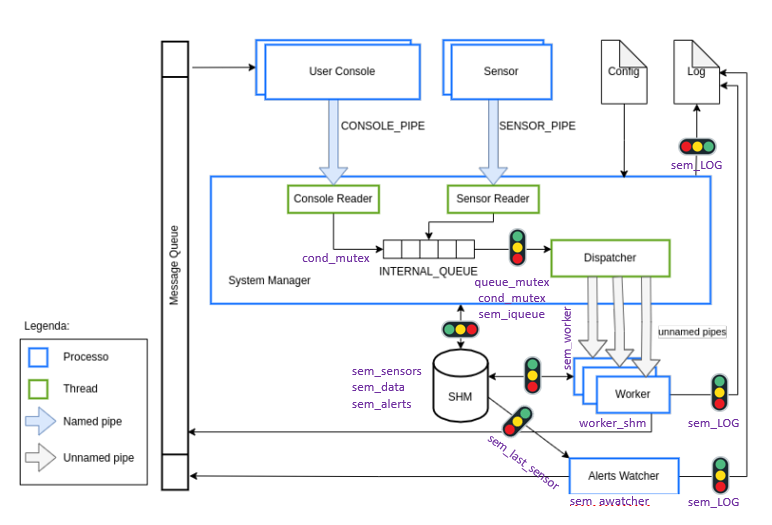 User Console
Sensor
Config
Log
CONSOLE_PIPE
SENSOR_PIPE
sem_LOG
Console Reader
Sensor Reader
cond_mutex
INTERNAL_QUEUE
Dispatcher
System Manager
queue_mutex
cond_mutex
sem_iqueue
Message Queue
Legenda:
Processo
Thread
Named pipe
Unnamed pipe
sem_worker
unnamed pipes
sem_sensors
sem_data
sem_alerts
SHM
Worker
worker_shm
sem_LOG
sem_last_sensor
Alerts Watcher
sem_awatcher
sem_LOG